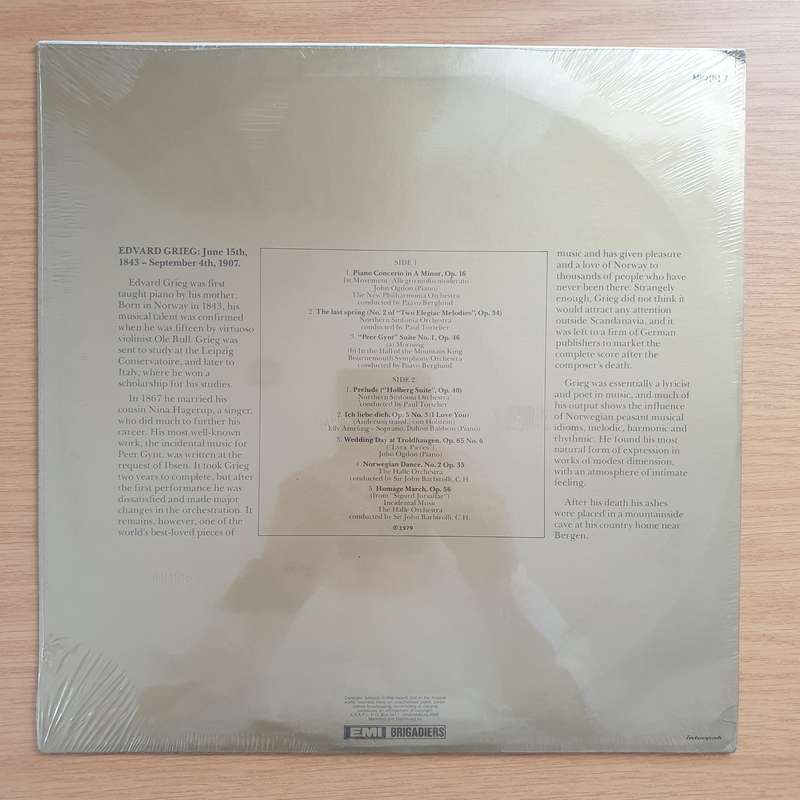 EDVARD GRIEG: June 15th,
1843 – September 4th, 1907.
Edvard Grieg was first
taught piano by his mother.
Born in Norway in 1843, his
musical talent was confirmed
when he was fifteen by virtuoso
violinist Ole Bull. Grieg was
sent to study at the Leipzig
Conservatoire, and later to
Italy, where he won a
scholarship for his studies.
In 1867 he married his
cousin Nina Hagerup, a singer,
who did much to further his
career. His most well-known
work, the incidental music for
Peer Gynt, was written at the
request of Ibsen. It took Grieg
two years to complete, but after
the first performance he was
dissatisfied and made major
changes in the orchestration. It
remains, however, one of the
world's best-loved pieces of
SIDE 1
1. Piano Concerto in A Minor, Op. 16
1st Movement, Allegro molto moderato
John Ogdon (Piano)
The New Philharmonia Orchestra
conducted by Paavo Berglund
2. The last spring (No. 2 of "Two Elegiac Melodies", Op. 34)
Northern Sinfonia Orchestra
conducted by Paul Tortelier
3. "Peer Gynt" Suite No. 1, Op. 46
(a) Morning
(b) In the Hall of the Mountain King
Bournemouth Symphony Orchestra
conducted by Paavo Berglund
SIDE 2
1. Prelude ("Holberg Suite", Op. 40)
Northern Sinfonia Orchestra
conducted by Paul Tortelier
2. Ich liebe dich, Op. 5 No. 3 (I Love You)
(Anderson transl., von Holstein)
Elly Ameling – Soprano, Dalton Baldwin (Piano)
3. Wedding Day at Troldhaugen, Op. 65 No. 6
("Lyric Pieces")
John Ogdon (Piano)
4. Norwegian Dance, No. 2 Op. 35
The Halle Orchestra
conducted by Sir John Barbirolli, C.H.
5. Homage March, Op. 56
(from "Sigurd Jorsalfar")
Incidental Music
The Halle Orchestra
conducted by Sir John Barbirolli, C.H.
℗ 1979
music and has given pleasure
and a love of Norway to
thousands of people who have
never been there. Strangely
enough, Grieg did not think it
would attract any attention
outside Scandanavia, and it
was left to a firm of German
publishers to market the
complete score after the
composer's death.
Grieg was essentially a lyricist
and poet in music, and much of
his output shows the influence
of Norwegian peasant musical
idioms, melodic, harmonic and
rhythmic. He found his most
natural form of expression in
works of modest dimension,
with an atmosphere of intimate
feeling.
After his death his ashes
were placed in a mountainside
cave at his country home near
Bergen.
EMI BRIGADIERS
interpak